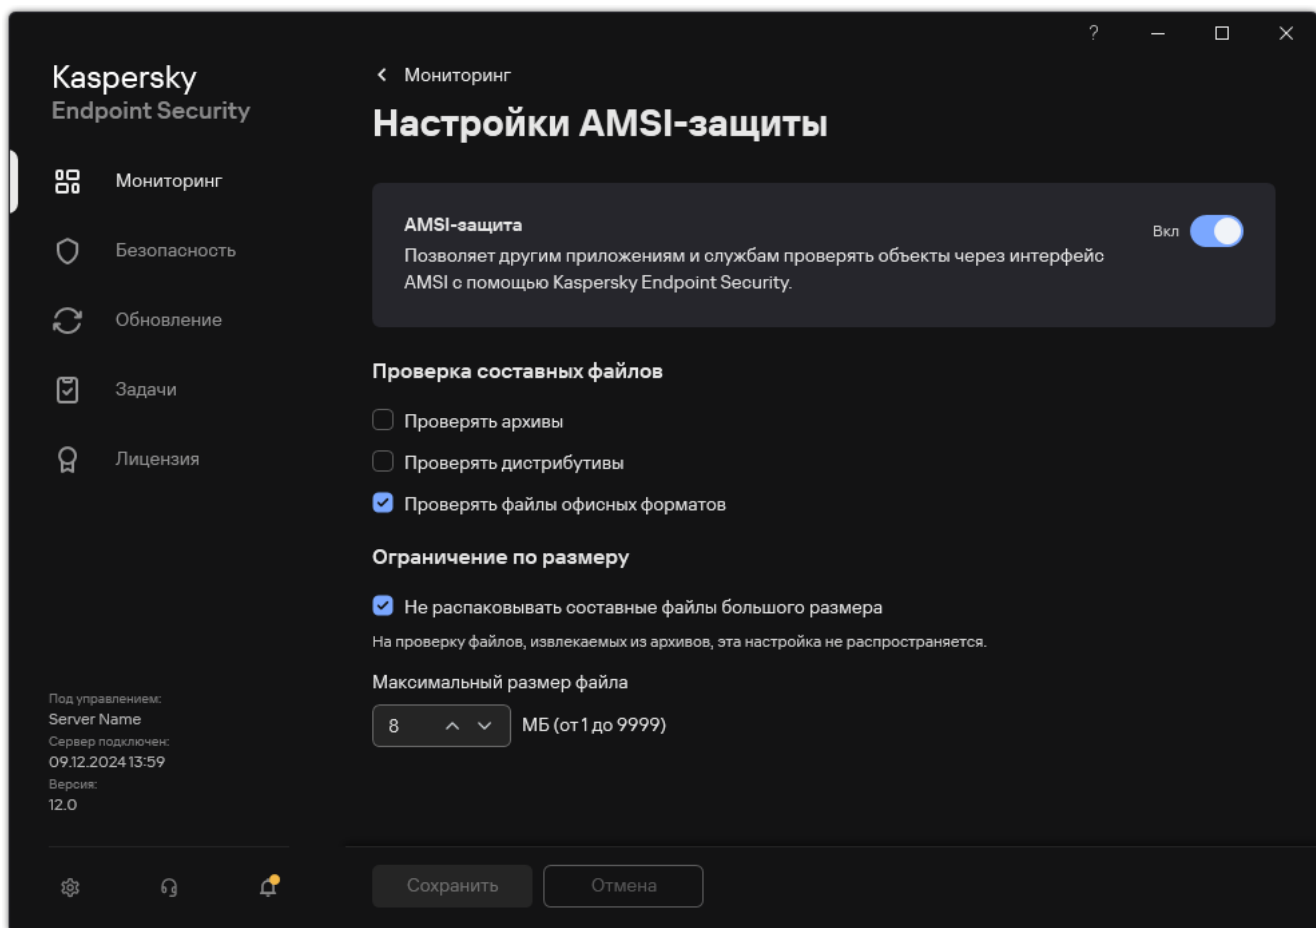 ?
Kaspersky
Endpoint Security
Мониторинг
Безопасность
Обновление
Задачи
Лицензия
Под управлением:
Server Name
Сервер подключен:
09.12.2024 13:59
Версия:
12.0
Мониторинг
Настройки AMSI-защиты
AMSI-защита
Позволяет другим приложениям и службам проверять объекты через интерфейс
AMSI с помощью Kaspersky Endpoint Security.
Вкл
Проверка составных файлов
Проверять архивы
Проверять дистрибутивы
Проверять файлы офисных форматов
Ограничение по размеру
Не распаковывать составные файлы большого размера
На проверку файлов, извлекаемых из архивов, эта настройка не распространяется.
Максимальный размер файла
8 МБ (от 1 до 9999)
Сохранить Отмена